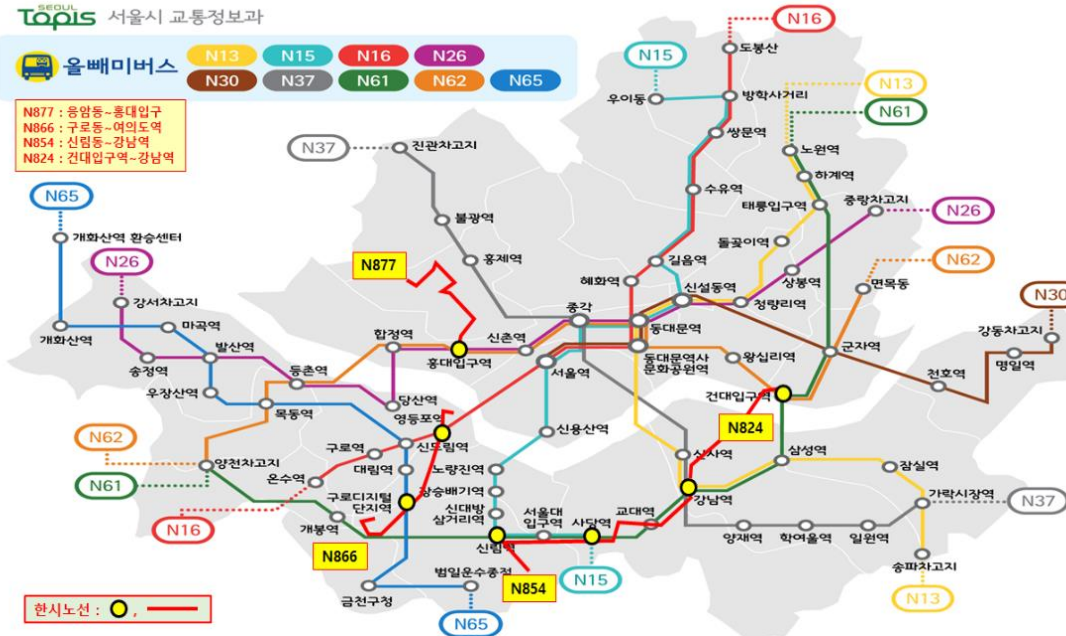 SEOUL
TOPIS 서울시 교통정보과
올빼미버스
N13 N15 N16 N26
N30 N37 N61 N62 N65
N877 : 응암동~홍대입구
N866 : 구로동~여의도역
N854 : 신림동~강남역
N824 : 건대입구역~강남역
N16
도봉산
N15
우이동
방학사거리
N13
N61
쌍문역
노원역
하계역
N37
진관차고지
수유역
태릉입구역
중랑차고지
N26
N65
개화산역 환승센터
불광역
돌곶이역
N26
N877
홍제역
길음역
상봉역
N62
면목동
강서차고지
혜화역
신설동역
청량리역
N30
강동차고지
개화산역
마곡역
합정역
신촌역
종각
동대문역
송정역
발산역
홍대입구역
서울역
동대문역사
문화공원역
왕십리역
군자역
천호역
명일역
우장산역
등촌역
당산역
건대입구역
목동역
영등포역
N824
N62
양천차고지
구로역
신도림역
신용산역
신사역
삼성역
잠실역
N61
온수역
대림역
노량진역
강남역
가락시장역
N37
구로디지털
단지역
장승배기역
N16
개봉역
신대방
삼거리역
서울대
입구역
사당역
교대역
양재역
학여울역
일원역
N866
신림역
송파차고지
금천구청
범일운수종점
N854
N15
N13
한시노선 : ,
N65